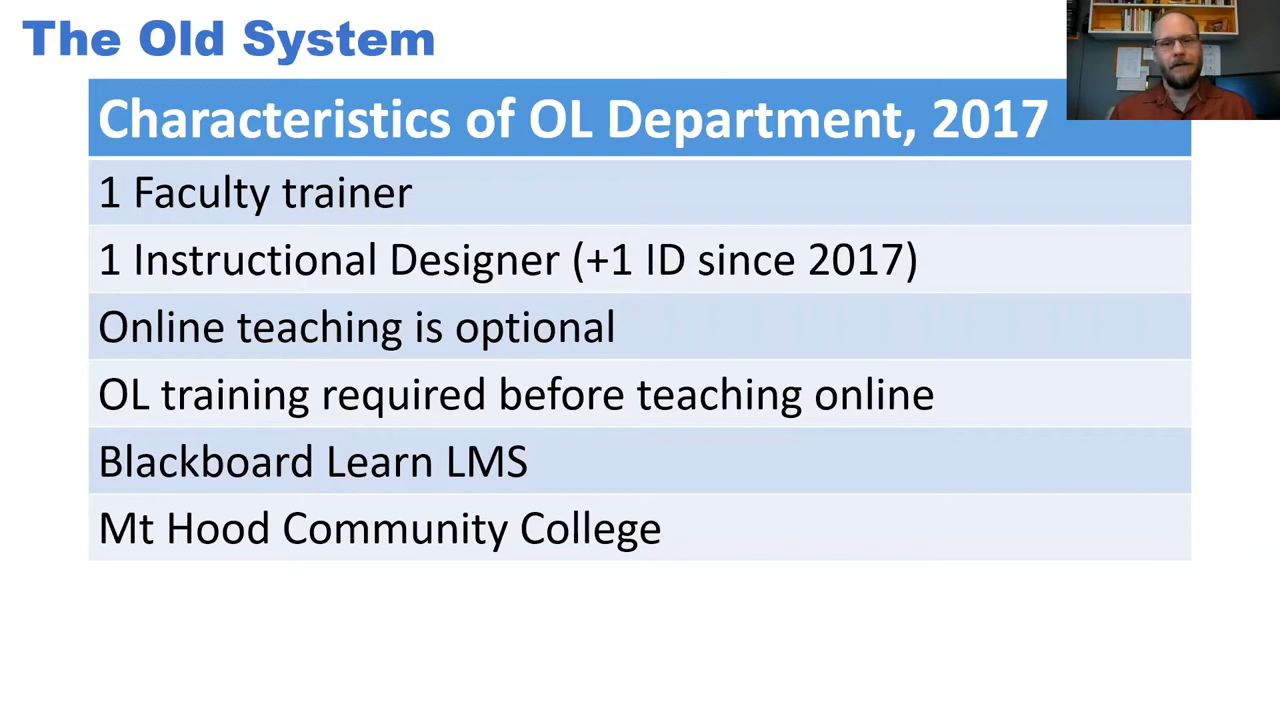 The Old System
Characteristics of OL Department, 2017
1 Faculty trainer
1 Instructional Designer (+1 ID since 2017)
Online teaching is optional
OL training required before teaching online
Blackboard Learn LMS
Mt Hood Community College